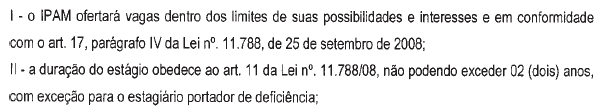 I - o IPAM ofertará vagas dentro dos limites de suas possibilidades e interesses e em conformidade
com o art. 17, parágrafo IV da Lei nº. 11.788, de 25 de setembro de 2008;
II - a duração do estágio obedece ao art. 11 da Lei nº. 11.788/08, não podendo exceder 02 (dois) anos,
com exceção para o estagiário portador de deficiência;